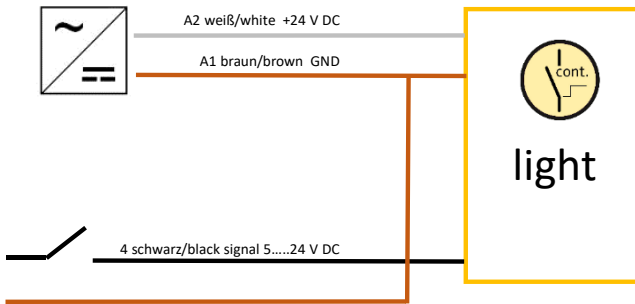 A2 weiß/white +24 V DC
A1 braun/brown GND
cont.
light
4 schwarz/black signal 5.....24 V DC